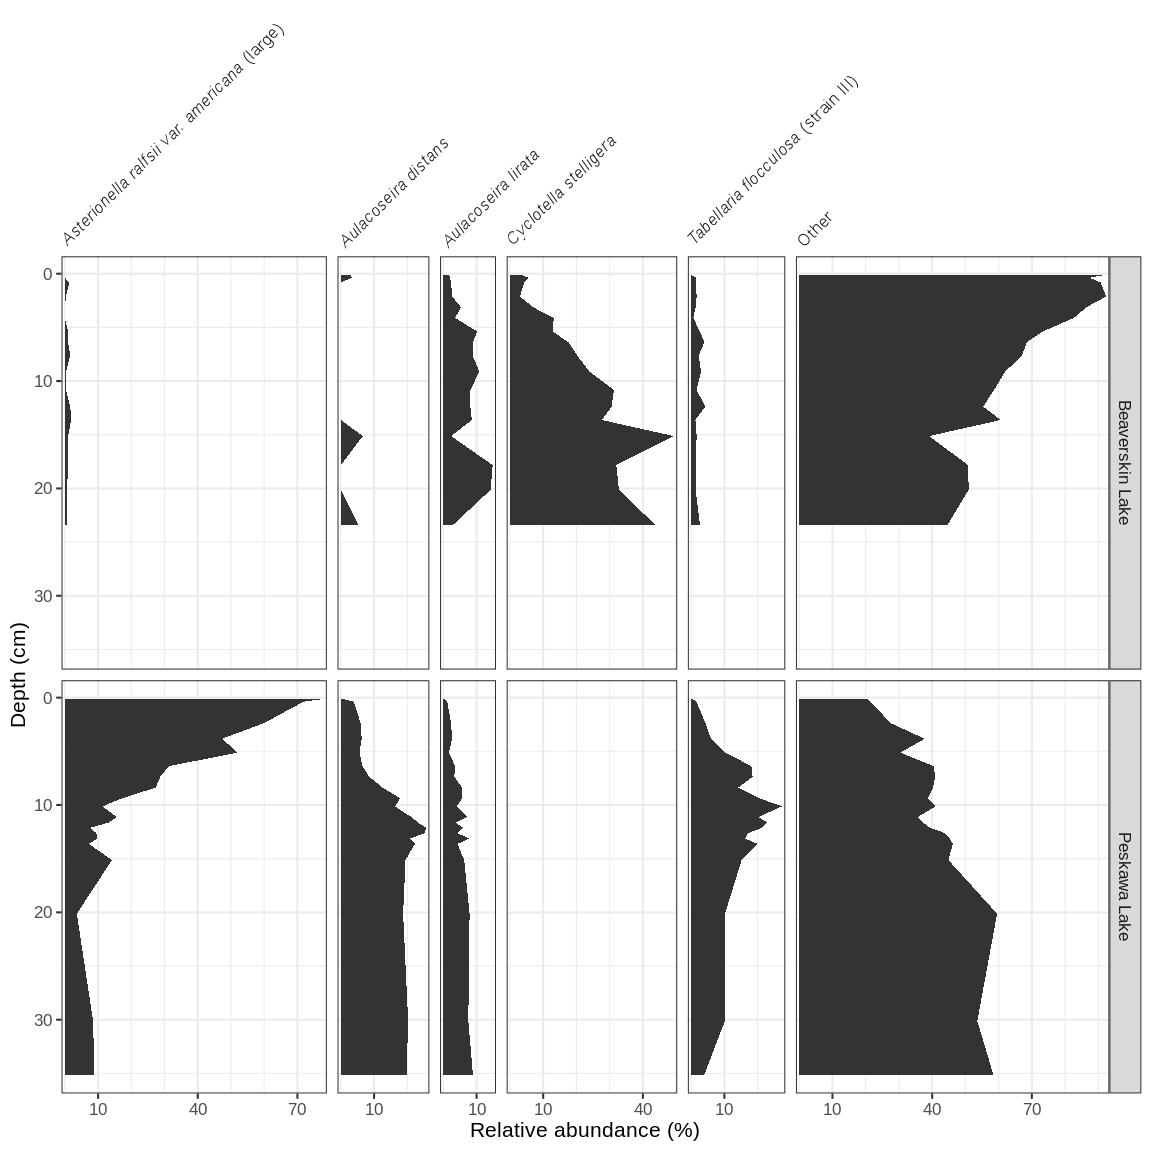 Asterionella ralfsii var. americana (large)
Aulacoseira distans
Aulacoseira lirata
Cyclotella stelligera
Tabellaria flocculosa (strain III)
Other
0
10
20
30
Beaverskin Lake
Depth (cm)
0
10
20
30
Peskawa Lake
10 40 70 10 10 10 40 10 10 40 70
Relative abundance (%)